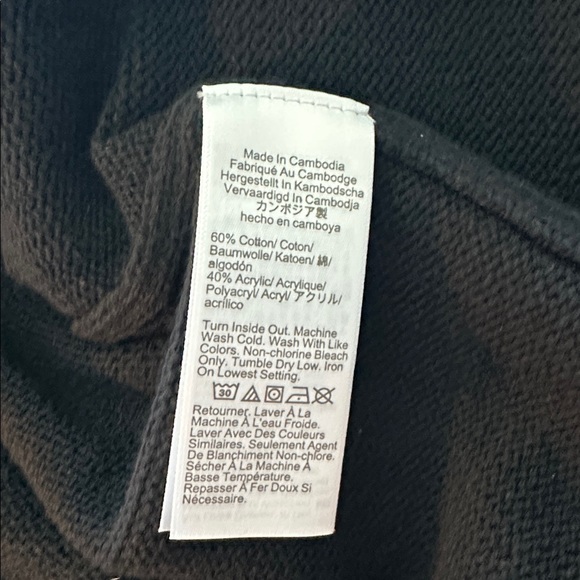 Made In Cambodia
Fabriqué Au Cambodge
Hergestellt In Kambodscha
Vervaardigd In Cambodja
カンボジア製
hecho en camboya
60% Cotton/ Coton/
Baumwolle/ Katoen/ 綿/
algodón
40% Acrylic/ Acrylique/
Polyacryl/ Acryl/ アクリル/
acrílico
Turn Inside Out. Machine
Wash Cold. Wash With Like
Colors. Non-chlorine Bleach
Only. Tumble Dry Low. Iron
On Lowest Setting.
30
Retourner. Laver À La
Machine À L'eau Froide.
Laver Avec Des Couleurs
Similaires. Seulement Agent
De Blanchiment Non-chlore.
Sécher À La Machine À
Basse Température.
Repasser À Fer Doux Si
Nécessaire.